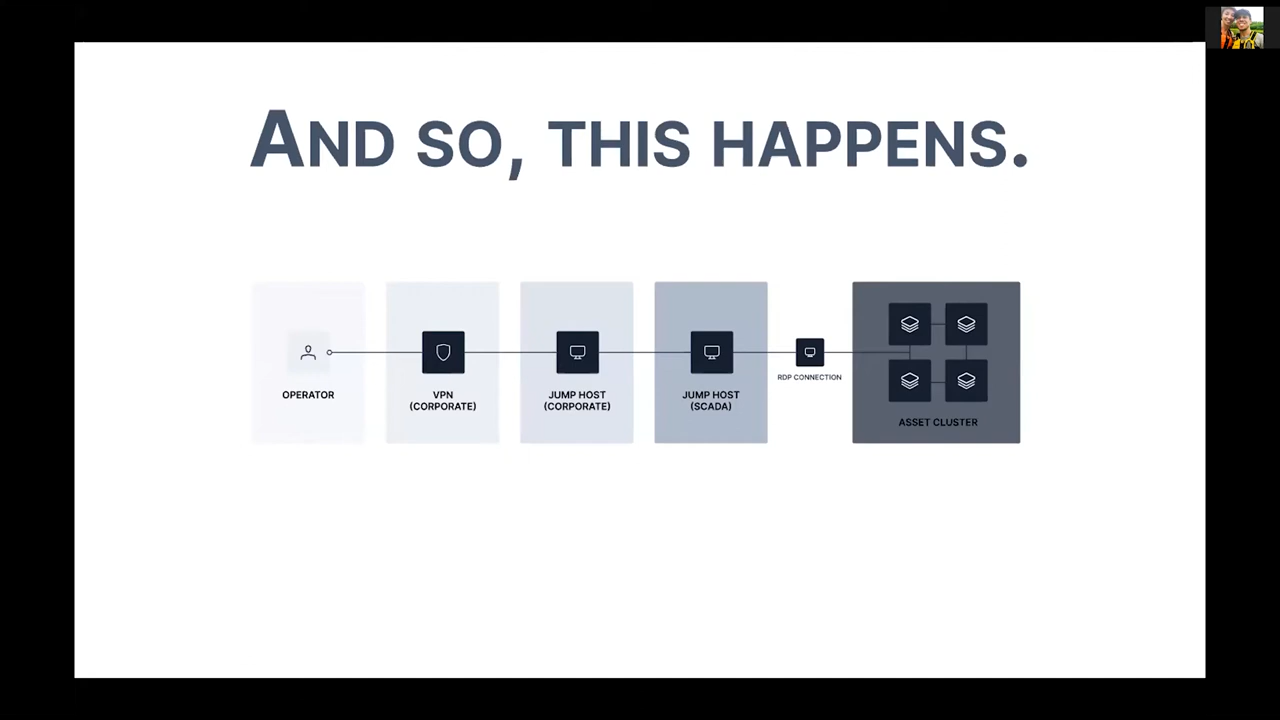 AND SO, THIS HAPPENS.
OPERATOR
VPN
(CORPORATE)
JUMP HOST
(CORPORATE)
JUMP HOST
(SCADA)
RDP CONNECTION
ASSET CLUSTER